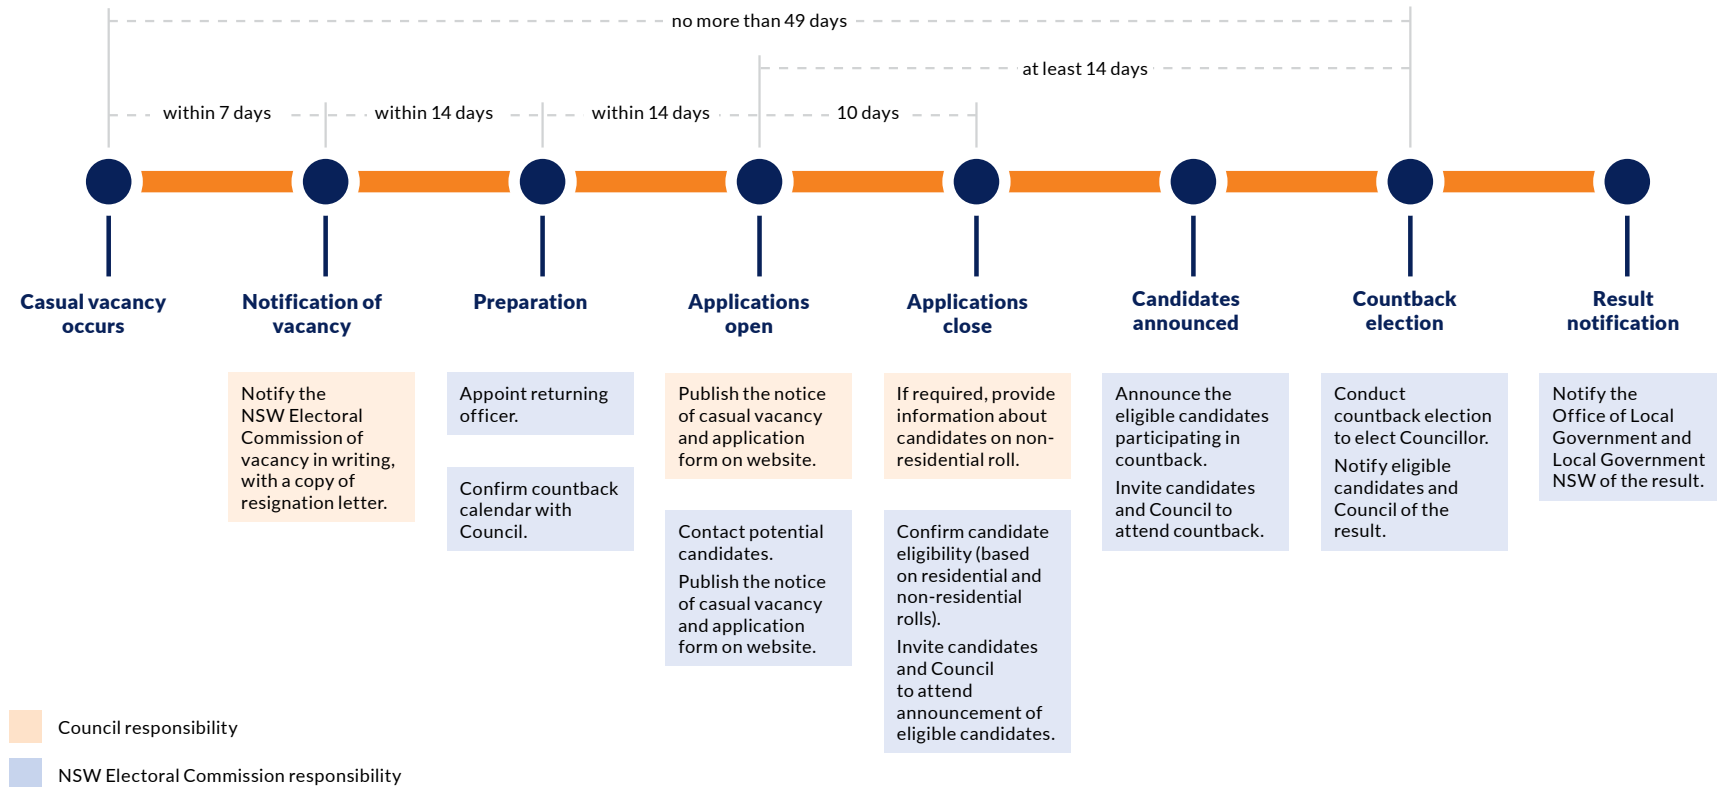 no more than 49 days
at least 14 days
within 7 days
within 14 days
within 14 days
10 days
Casual vacancy
occurs
Notification of
vacancy
Notify the
NSW Electoral
Commission of
vacancy in writing,
with a copy of
resignation letter.
Preparation
Appoint returning
officer.
Confirm countback
calendar with
Council.
Applications
open
Publish the notice
of casual vacancy
and application
form on website.
Contact potential
candidates.
Publish the notice
of casual vacancy
and application
form on website.
Applications
close
If required, provide
information about
candidates on non-
residential roll.
Confirm candidate
eligibility (based
on residential and
non-residential
rolls).
Invite candidates
and Council
to attend
announcement of
eligible candidates.
Candidates
announced
Announce the
eligible candidates
participating in
countback.
Invite candidates
and Council to
attend countback.
Countback
election
Conduct
countback election
to elect Councillor.
Notify eligible
candidates and
Council of the
result.
Result
notification
Notify the
Office of Local
Government and
Local Government
NSW of the result.
Council responsibility
NSW Electoral Commission responsibility